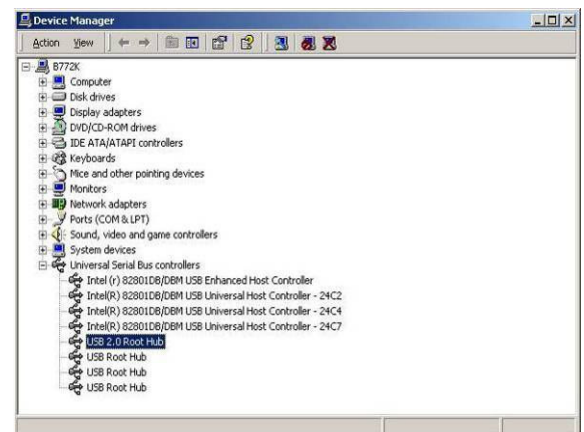 Device Manager
Action View
B772K
Computer
Disk drives
Display adapters
DVD/CD-ROM drives
IDE ATA/ATAPI controllers
Keyboards
Mice and other pointing devices
Monitors
Network adapters
Ports (COM & LPT)
Sound, video and game controllers
System devices
Universal Serial Bus controllers
Intel (r) 82801DB/DBM USB Enhanced Host Controller
Intel(R) 82801DB/DBM USB Universal Host Controller - 24C2
Intel(R) 82801DB/DBM USB Universal Host Controller - 24C4
Intel(R) 82801DB/DBM USB Universal Host Controller - 24C7
USB 2.0 Root Hub
USB Root Hub
USB Root Hub
USB Root Hub